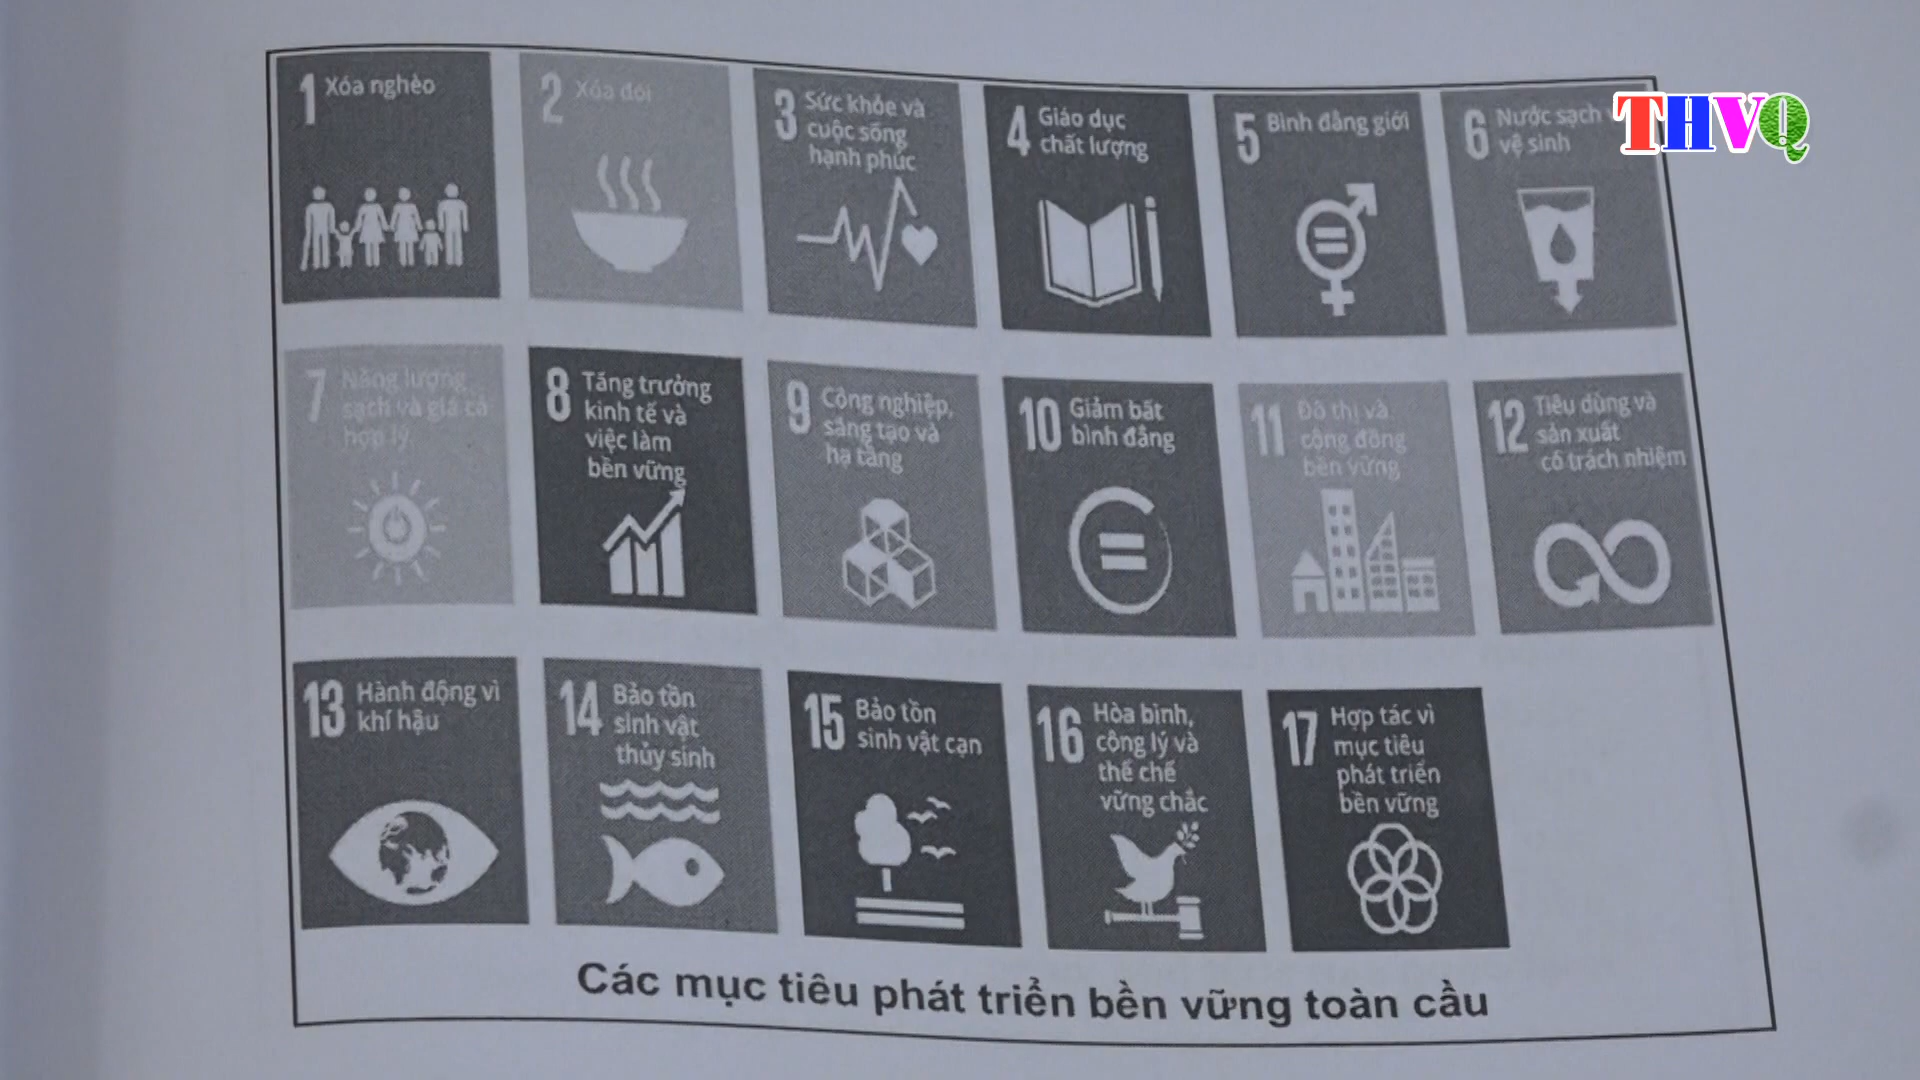 1 Xóa nghèo
2 Xóa đói
3 Sức khỏe và
cuộc sống
hạnh phúc
4 Giáo dục
chất lượng
5 Bình đẳng giới
6 Nước sạch
vệ sinh
THVQ
7 Năng lượng
sạch và giá cả
hợp lý
8 Tăng trưởng
kinh tế và
việc làm
bền vững
9 Công nghiệp,
sáng tạo và
hạ tầng
10 Giảm bất
bình đẳng
11 Đô thị và
cộng đồng
bền vững
12 Tiêu dùng và
sản xuất
có trách nhiệm
13 Hành động vì
khí hậu
14 Bảo tồn
sinh vật
thủy sinh
15 Bảo tồn
sinh vật cạn
16 Hòa bình,
công lý và
thể chế
vững chắc
17 Hợp tác vì
mục tiêu
phát triển
bền vững
Các mục tiêu phát triển bền vững toàn cầu